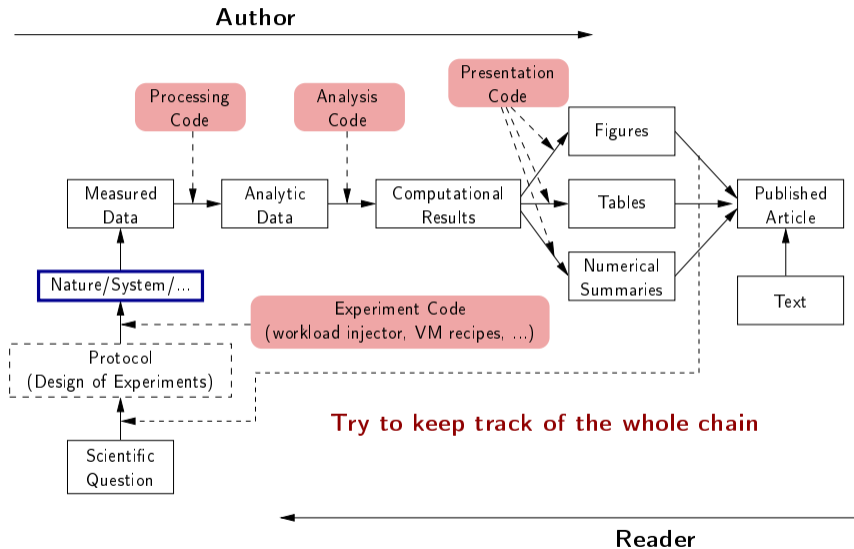 Author
Processing
Code
Analysis
Code
Presentation
Code
Figures
Measured
Data
Analytic
Data
Computational
Results
Tables
Published
Article
Numerical
Summaries
Nature/System/...
Text
Experiment Code
(workload injector, VM recipes, ...)
Protocol
(Design of Experiments)
Try to keep track of the whole chain
Scientific
Question
Reader